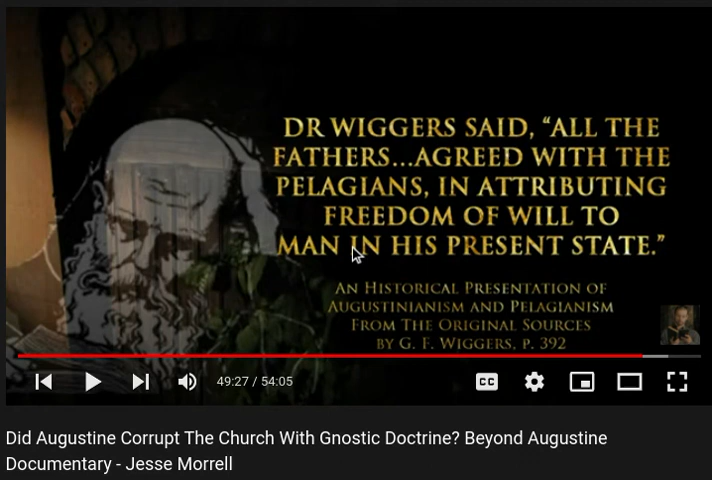 DR WIGGERS SAID, “ALL THE
FATHERS...AGREED WITH THE
PELAGIANS, IN ATTRIBUTING
FREEDOM OF WILL TO
MAN IN HIS PRESENT STATE.”
AN HISTORICAL PRESENTATION OF
AUGUSTINIANISM AND PELAGIANISM
FROM THE ORIGINAL SOURCES
BY G. F. WIGGERS, P. 392
49:27 / 54:05
CC
Did Augustine Corrupt The Church With Gnostic Doctrine? Beyond Augustine
Documentary - Jesse Morrell